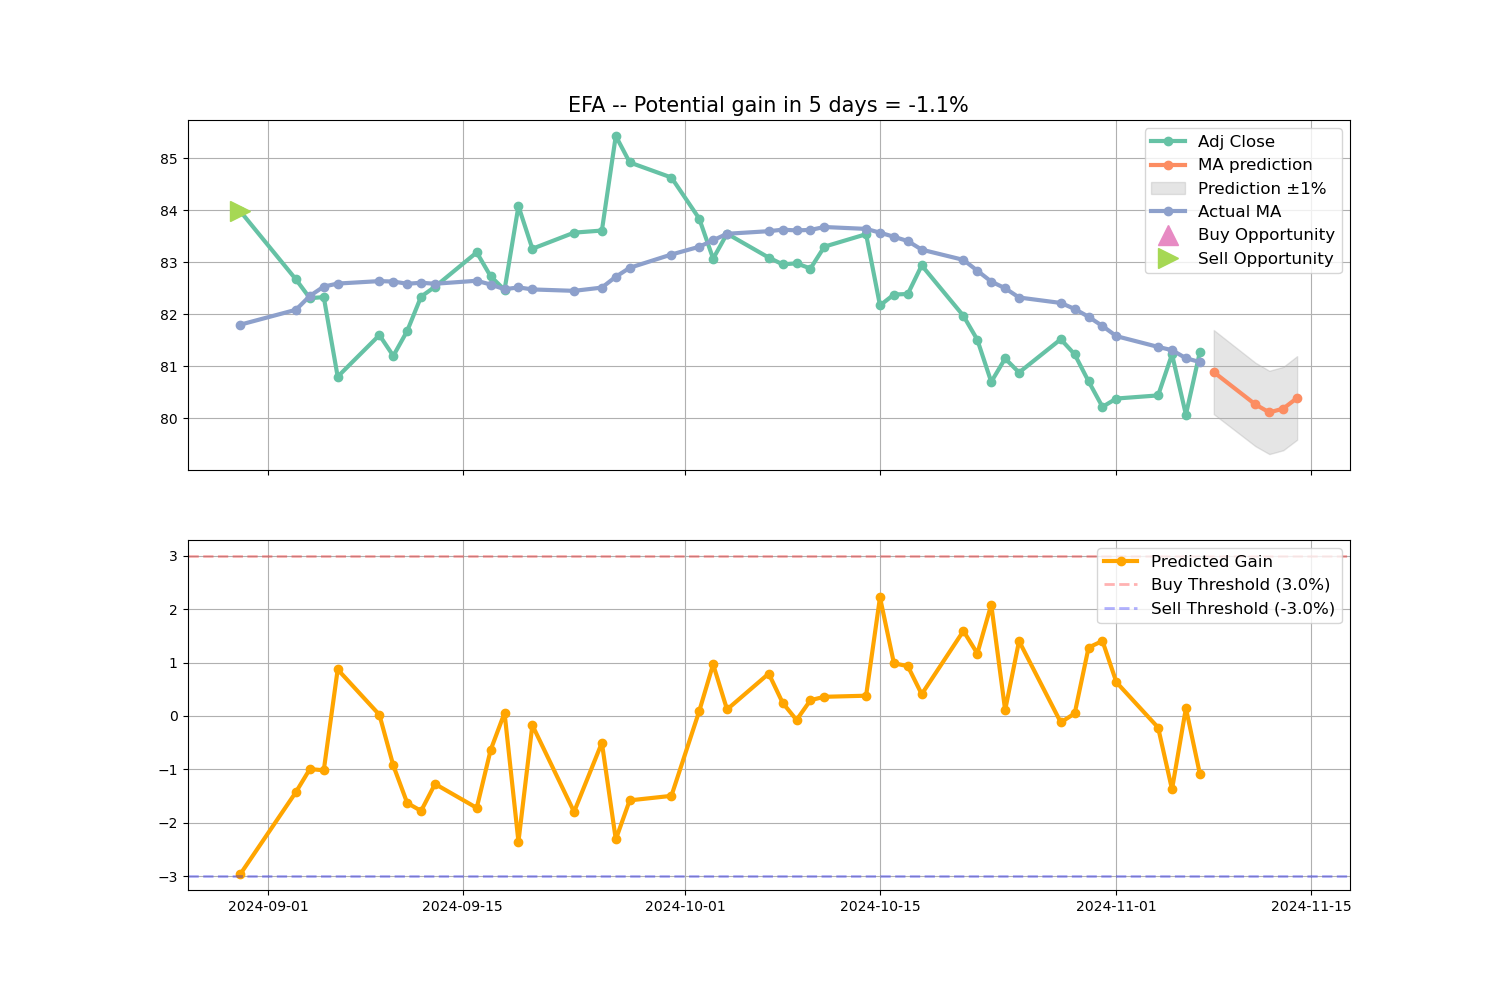 EFA -- Potential gain in 5 days = -1.1%
85
84
83
82
81
80
Adj Close
MA prediction
Prediction ±1%
Actual MA
Buy Opportunity
Sell Opportunity
3
2
1
0
−1
−2
−3
Predicted Gain
Buy Threshold (3.0%)
Sell Threshold (-3.0%)
2024-09-01 2024-09-15 2024-10-01 2024-10-15 2024-11-01 2024-11-15